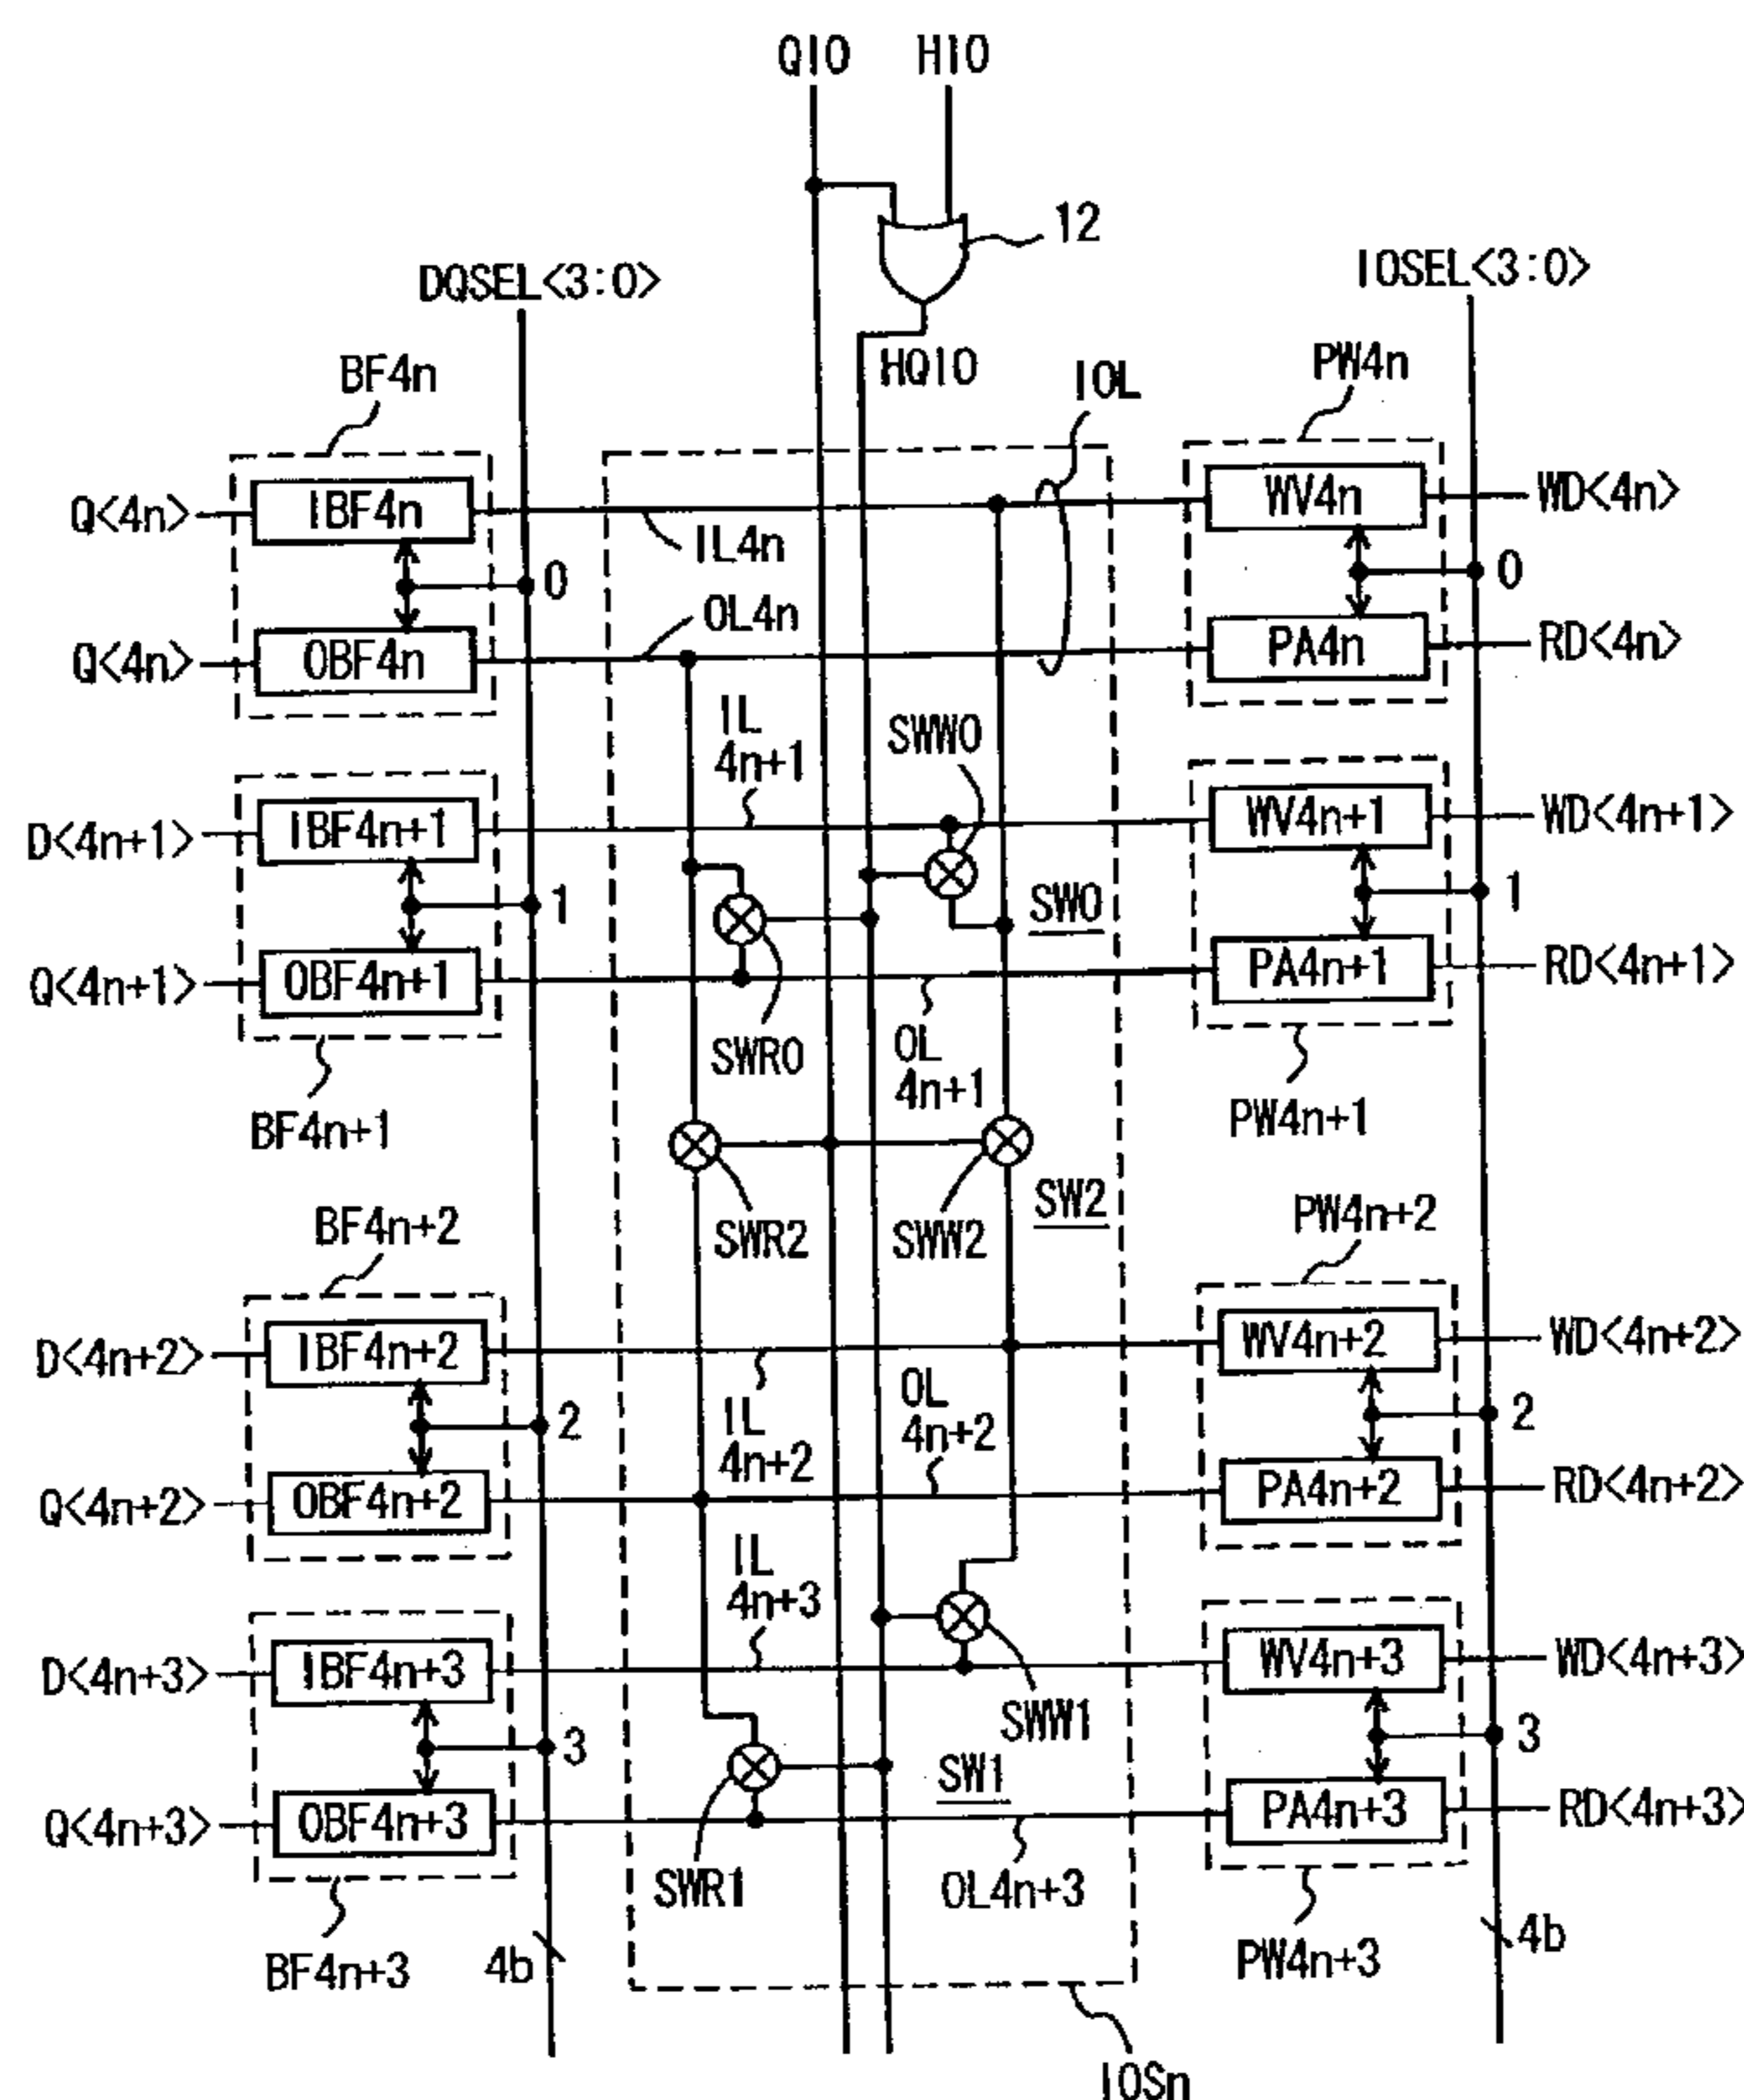 QIO
HIO
12
DQSEL<3:0>
IOSEL<3:0>
HQIO
BF4n
IOL
PW4n
Q<4n>
IBF4n
IL4n
WV4n
WD<4n>
0
0
Q<4n>
OBF4n
OL4n
PA4n
RD<4n>
IL
4n+1
SWW0
D<4n+1>
IBF4n+1
WV4n+1
WD<4n+1>
1
SW0
1
Q<4n+1>
OBF4n+1
PA4n+1
RD<4n+1>
SWR0
OL
4n+1
BF4n+1
PW4n+1
BF4n+2
SWR2
SWW2
SW2
PW4n+2
D<4n+2>
IBF4n+2
WV4n+2
WD<4n+2>
IL
4n+2
OL
4n+2
2
2
Q<4n+2>
OBF4n+2
PA4n+2
RD<4n+2>
IL
4n+3
D<4n+3>
IBF4n+3
WV4n+3
WD<4n+3>
SWW1
3
3
SW1
Q<4n+3>
OBF4n+3
PA4n+3
RD<4n+3>
SWR1
OL4n+3
BF4n+3
4b
PW4n+3
4b
IOSn